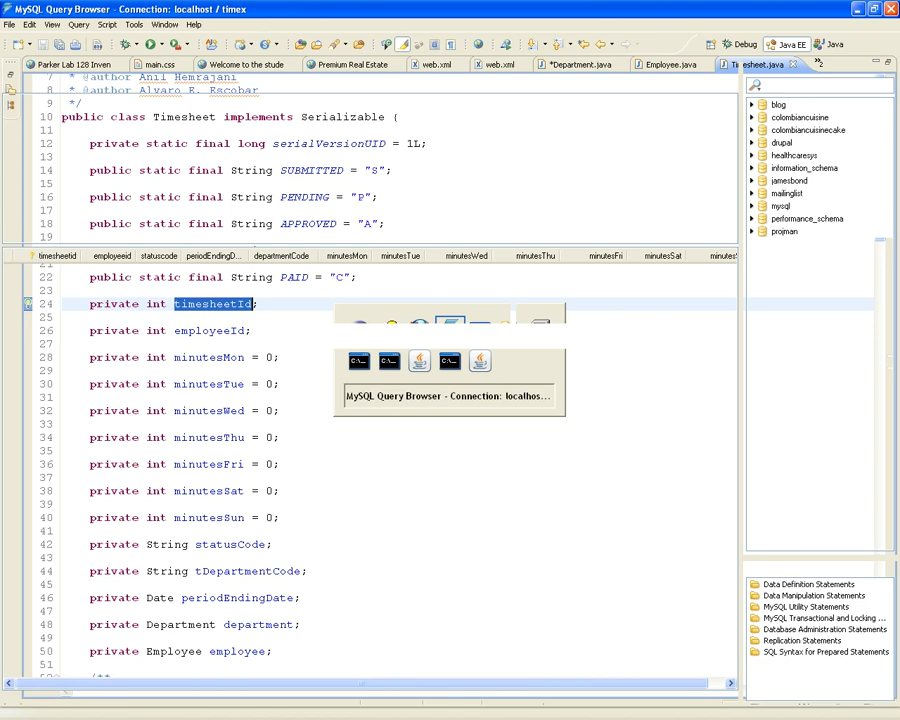 MySQL Query Browser - Connection: localhost / timex
File Edit View Query Script Tools Window Help
Debug Java EE Java
Parker Lab 128 Inven main.css Welcome to the stude Premium Real Estate web.xml web.xml *Department.java Employee.java Timesheet.java 2
7 * @author Anil Hemrajani
8 * @author Alvaro E. Escobar
9 */
10 public class Timesheet implements Serializable {
11
12 private static final long serialVersionUID = 1L;
13
14 public static final String SUBMITTED = "S";
15
16 public static final String PENDING = "P";
17
18 public static final String APPROVED = "A";
19
timesheetid employeeid statuscode periodEndingD... departmentCode minutesMon minutesTue minutesWed minutesThu minutesFri minutesSat minutes
21
22 public static final String PAID = "C";
23
24 private int timesheetId;
25
26 private int employeeId;
27
28 private int minutesMon = 0;
29
30 private int minutesTue = 0;
31
32 private int minutesWed = 0;
33
34 private int minutesThu = 0;
35
36 private int minutesFri = 0;
37
38 private int minutesSat = 0;
39
40 private int minutesSun = 0;
41
42 private String statusCode;
43
44 private String tDepartmentCode;
45
46 private Date periodEndingDate;
47
48 private Department department;
49
50 private Employee employee;
51
/**
C:\... C:\... C:\...
MySQL Query Browser - Connection: localhos...
blog
colombiancuisine
colombiancuisinecake
drupal
healthcaresys
information_schema
jamesbond
mailinglist
mysql
performance_schema
projman
Data Definition Statements
Data Manipulation Statements
MySQL Utility Statements
MySQL Transactional and Locking ...
Database Administration Statements
Replication Statements
SQL Syntax for Prepared Statements